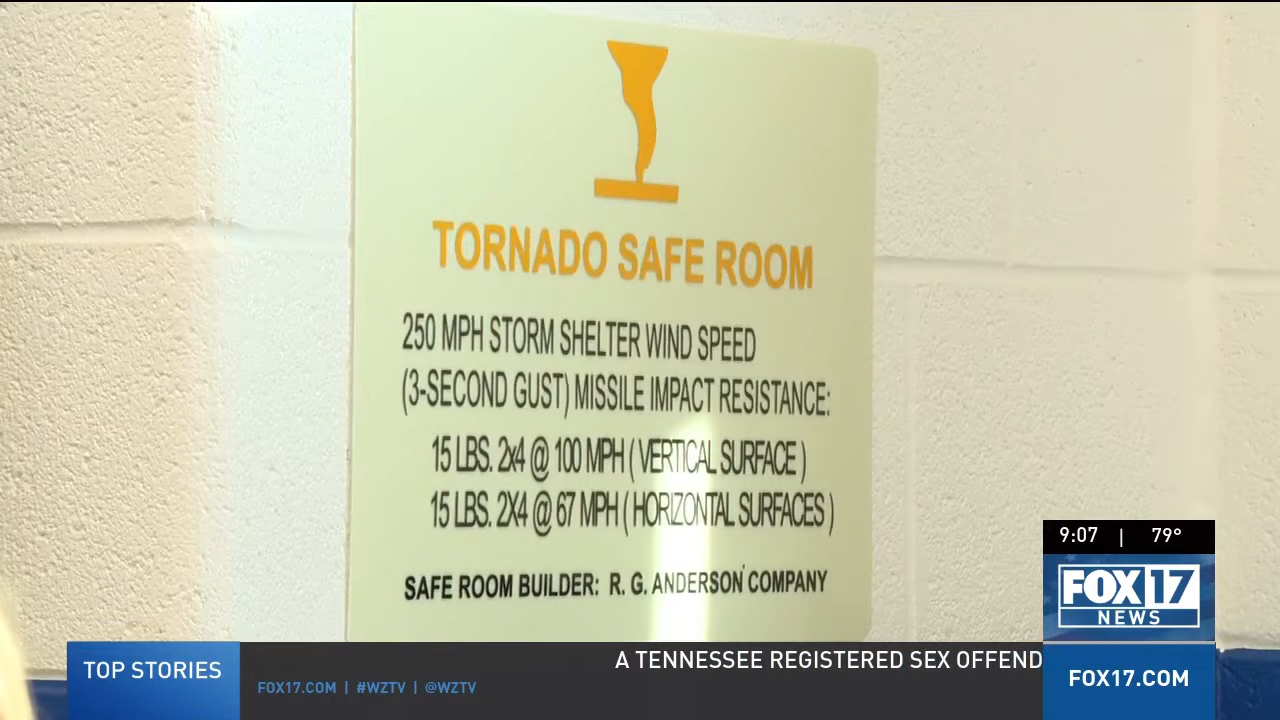 TORNADO SAFE ROOM
250 MPH STORM SHELTER WIND SPEED
(3-SECOND GUST) MISSILE IMPACT RESISTANCE:
15 LBS. 2x4 @ 100 MPH ( VERTICAL SURFACE )
15 LBS. 2X4 @ 67 MPH ( HORIZONTAL SURFACES )
SAFE ROOM BUILDER: R. G. ANDERSON COMPANY
9:07 | 79°
FOX 17
NEWS
FOX17.COM
TOP STORIES
A TENNESSEE REGISTERED SEX OFFEND
FOX17.COM | #WZTV | @WZTV